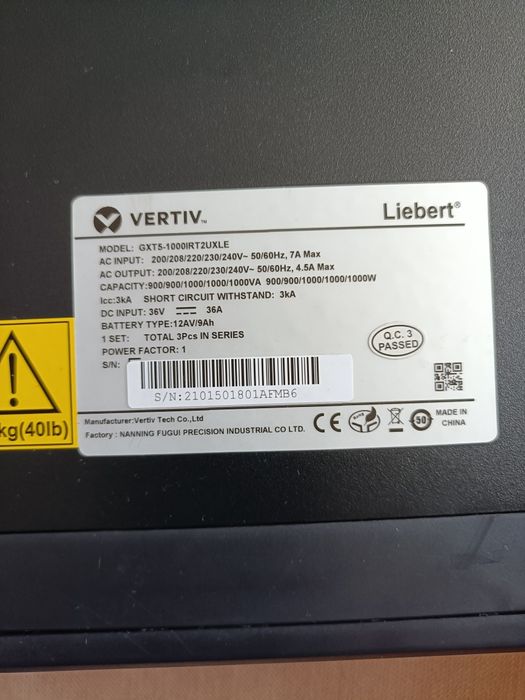 VERTIV™
Liebert®
MODEL: GXT5-1000IRT2UXLE
AC INPUT: 200/208/220/230/240V~ 50/60Hz, 7A Max
AC OUTPUT: 200/208/220/230/240V~ 50/60Hz, 4.5A Max
CAPACITY:900/900/1000/1000/1000VA 900/900/1000/1000/1000W
Icc:3kA SHORT CIRCUIT WITHSTAND: 3kA
DC INPUT: 36V 36A
BATTERY TYPE:12AV/9Ah
1 SET: TOTAL 3Pcs IN SERIES
POWER FACTOR: 1
Q.C. 3
PASSED
S/N:
S/N:2101501801AFMB6
kg(40lb)
Manufacturer:Vertiv Tech Co.,Ltd
Factory : NANNING FUGUI PRECISION INDUSTRIAL CO LTD.
CE
50
MADE IN
CHINA